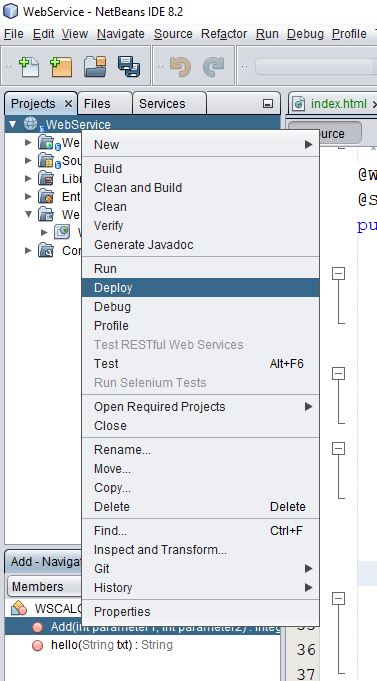 WebService - NetBeans IDE 8.2
File Edit View Navigate Source Refactor Run Debug Profile
Projects × Files Services
index.html
WebService
ource
We
Sou
Libr
Ent
We
Cor
New
Build
Clean and Build
Clean
Verify
Generate Javadoc
Run
Deploy
Debug
Profile
Test RESTful Web Services
Test Alt+F6
Run Selenium Tests
Open Required Projects
Close
Rename...
Move...
Copy...
Delete Delete
Find... Ctrl+F
Inspect and Transform...
Git
History
Properties
@
@S
pu
Add - Navigat
Members
WSCALC
Add(int parameter1, int parameter2) : Integ
hello(String txt) : String
35
36
37